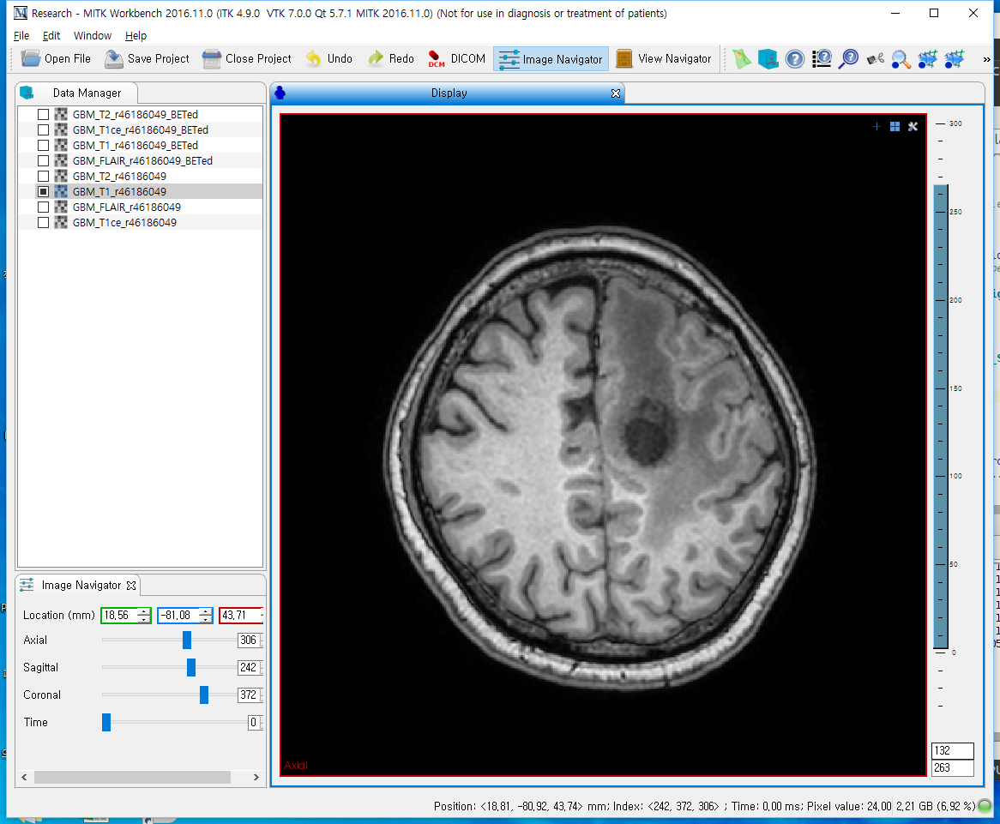 Research - MITK Workbench 2016.11.0 (ITK 4.9.0 VTK 7.0.0 Qt 5.7.1 MITK 2016.11.0) (Not for use in diagnosis or treatment of patients)
File Edit Window Help
Open File Save Project Close Project Undo Redo DCM DICOM Image Navigator View Navigator »
Data Manager
Display
GBM_T2_r46186049_BETed
GBM_T1ce_r46186049_BETed
GBM_T1_r46186049_BETed
GBM_FLAIR_r46186049_BETed
GBM_T2_r46186049
GBM_T1_r46186049
GBM_FLAIR_r46186049
GBM_T1ce_r46186049
300
250
200
150
100
50
0
132
263
Axial
Image Navigator
Location (mm) 18,56 -81,08 43,71
Axial 306
Sagittal 242
Coronal 372
Time 0
Position: <18,81, -80,92, 43,74> mm; Index: <242, 372, 306> ; Time: 0,00 ms; Pixel value: 24,00 2,21 GB (6,92 %)